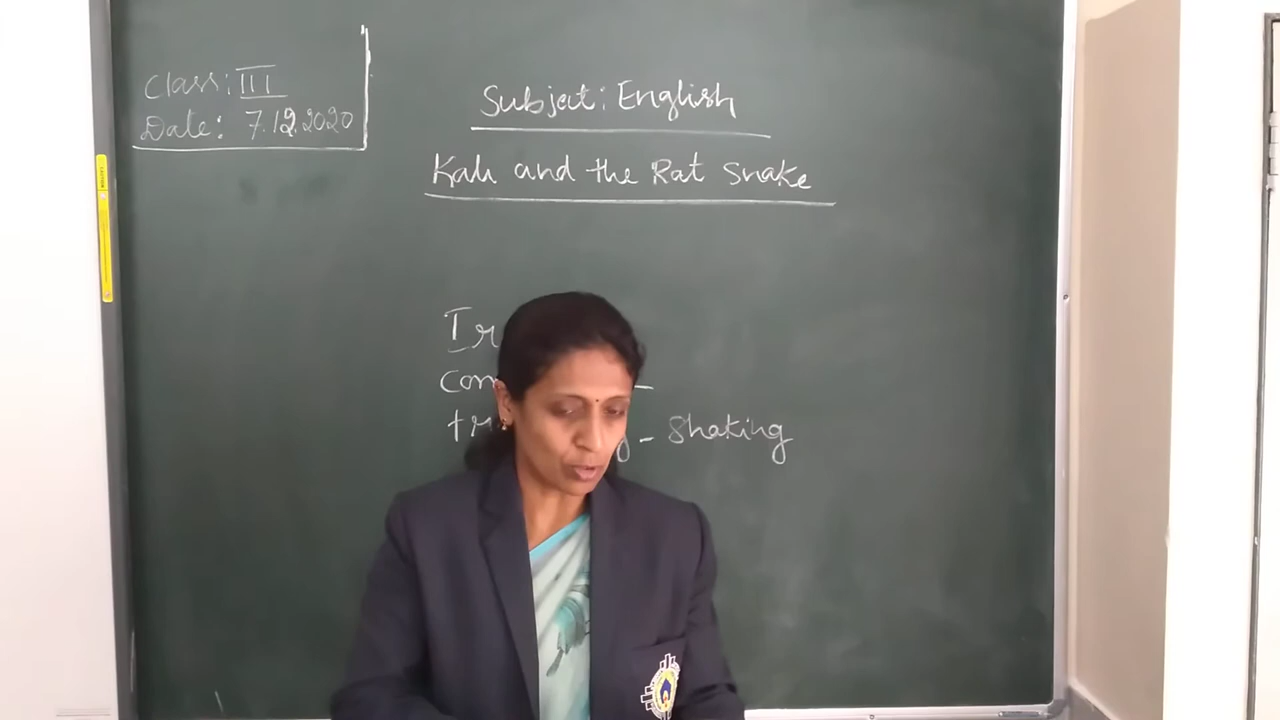 Class: III
Date: 7.12.2020
Subject: English
Kali and the Rat Snake
- Shaking